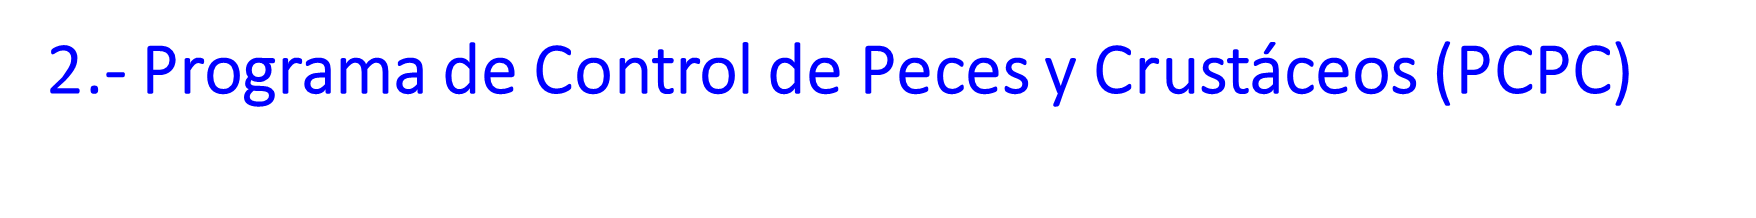 2.- Programa de Control de Peces y Crustáceos (PCPC)